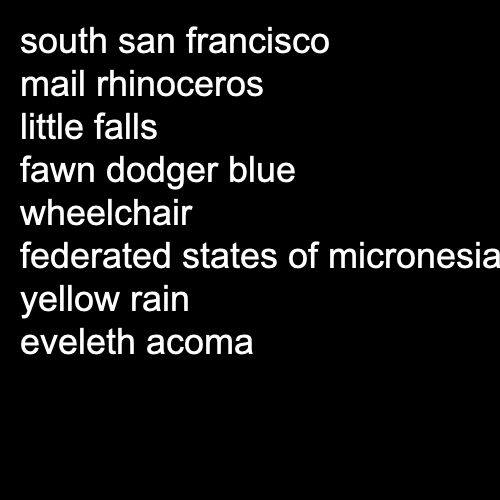 south san francisco
mail rhinoceros
little falls
fawn dodger blue
wheelchair
federated states of micronesia
yellow rain
eveleth acoma